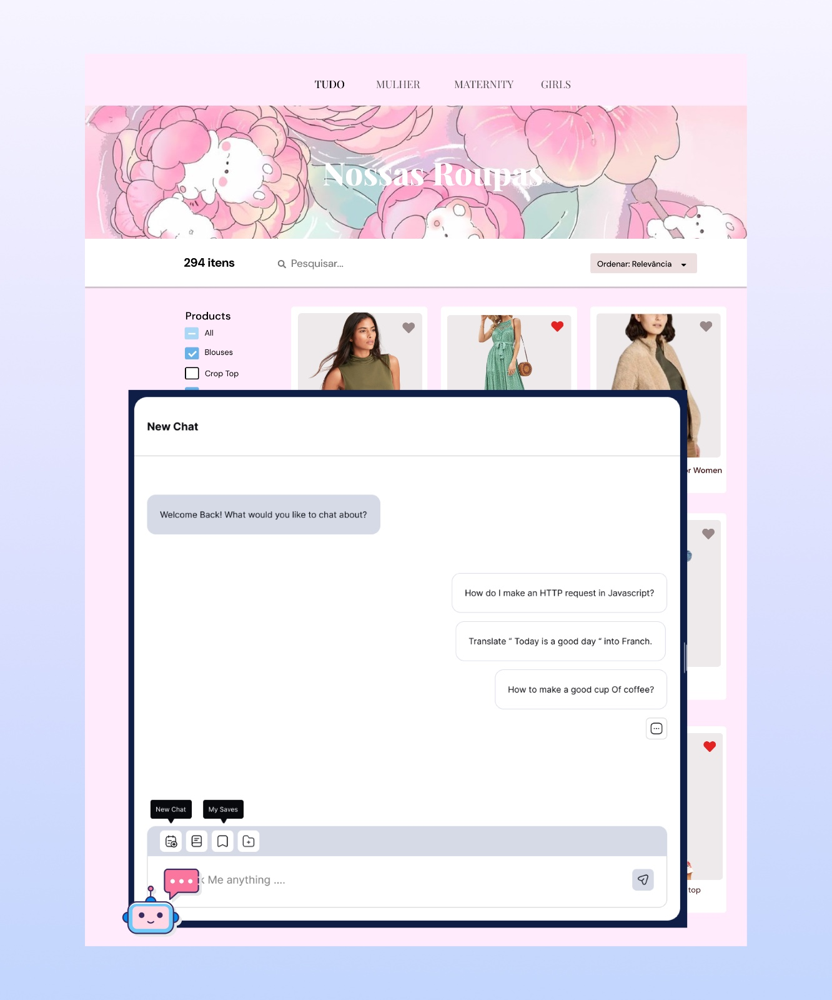 TUDO MULHER MATERNITY GIRLS
Nossas Roupas
294 itens Pesquisar... Ordenar: Relevância
Products
All
Blouses
Crop Top
New Chat
r Women
Welcome Back! What would you like to chat about?
How do I make an HTTP request in Javascript?
Translate “ Today is a good day “ into Franch.
How to make a good cup Of coffee?
New Chat My Saves
k Me anything ....
top